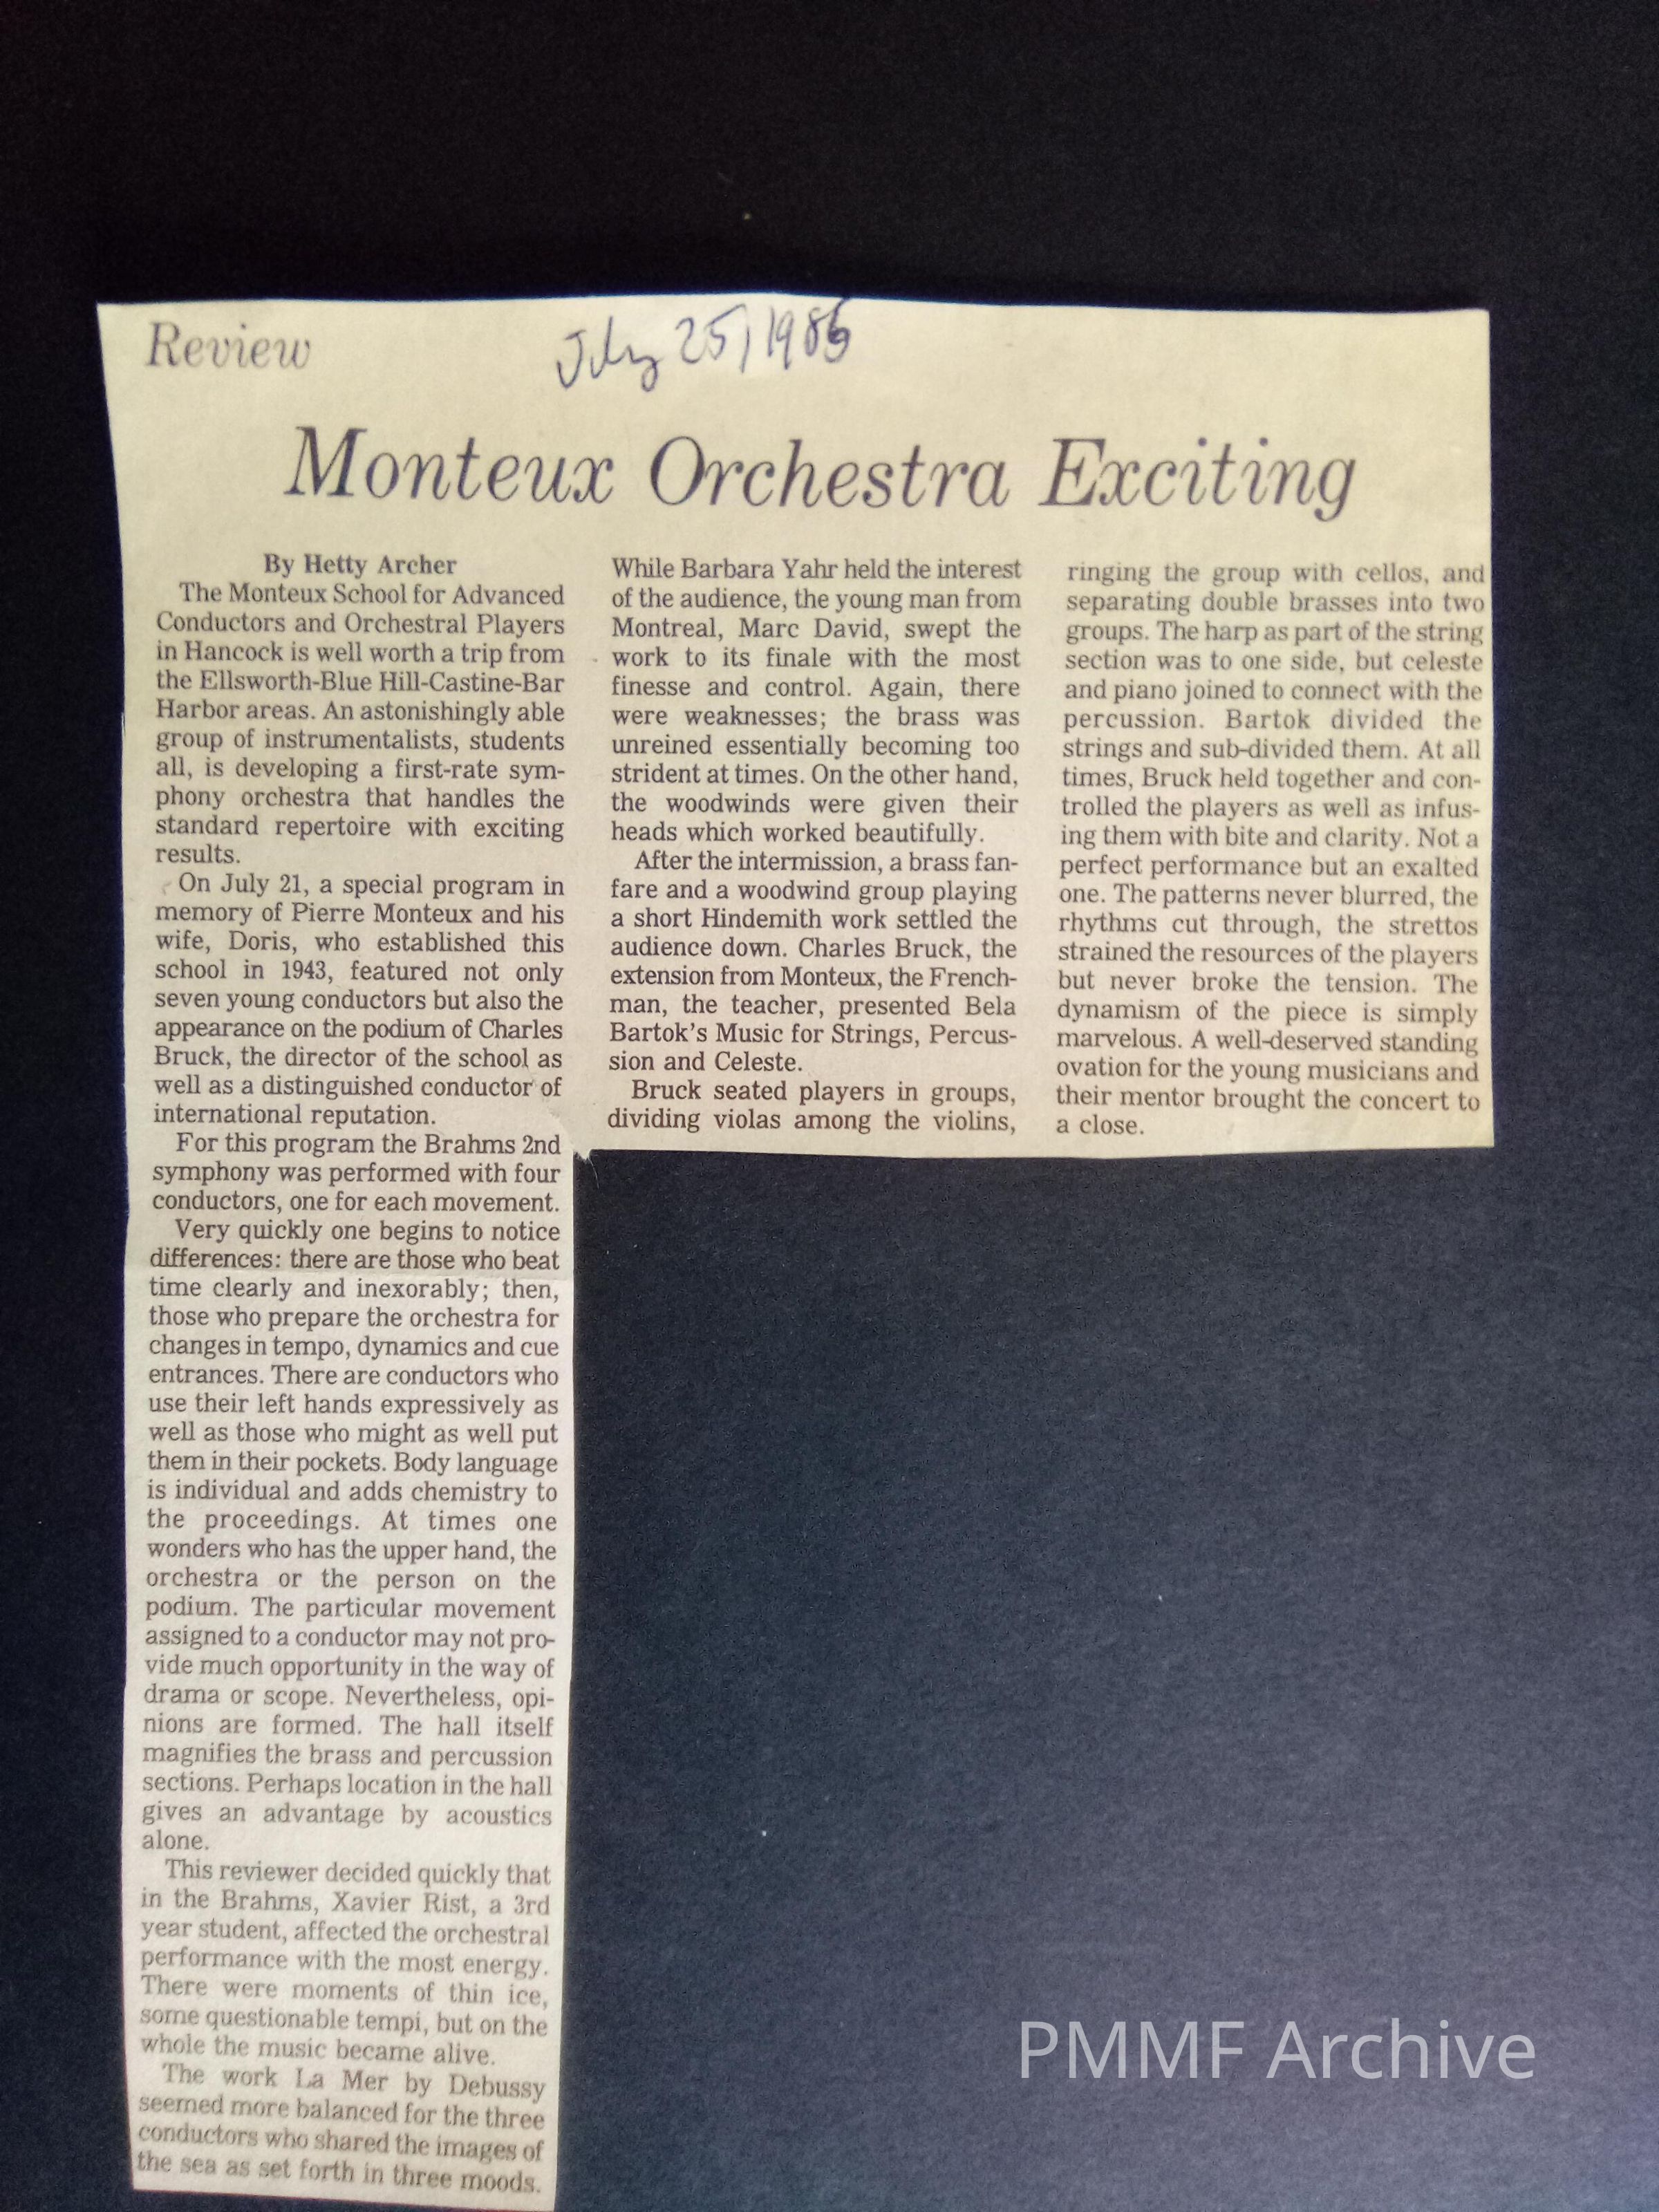 Review
July 25, 1985
Monteux Orchestra Exciting
By Hetty Archer
The Monteux School for Advanced
Conductors and Orchestral Players
in Hancock is well worth a trip from
the Ellsworth-Blue Hill-Castine-Bar
Harbor areas. An astonishingly able
group of instrumentalists, students
all, is developing a first-rate sym-
phony orchestra that handles the
standard repertoire with exciting
results.
On July 21, a special program in
memory of Pierre Monteux and his
wife, Doris, who established this
school in 1943, featured not only
seven young conductors but also the
appearance on the podium of Charles
Bruck, the director of the school as
well as a distinguished conductor of
international reputation.
For this program the Brahms 2nd
symphony was performed with four
conductors, one for each movement.
Very quickly one begins to notice
differences: there are those who beat
time clearly and inexorably; then,
those who prepare the orchestra for
changes in tempo, dynamics and cue
entrances. There are conductors who
use their left hands expressively as
well as those who might as well put
them in their pockets. Body language
is individual and adds chemistry to
the proceedings. At times one
wonders who has the upper hand, the
orchestra or the person on the
podium. The particular movement
assigned to a conductor may not pro-
vide much opportunity in the way of
drama or scope. Nevertheless, opi-
nions are formed. The hall itself
magnifies the brass and percussion
sections. Perhaps location in the hall
gives an advantage by acoustics
alone.
This reviewer decided quickly that
in the Brahms, Xavier Rist, a 3rd
year student, affected the orchestral
performance with the most energy.
There were moments of thin ice,
some questionable tempi, but on the
whole the music became alive.
The work La Mer by Debussy
seemed more balanced for the three
conductors who shared the images of
the sea as set forth in three moods.
While Barbara Yahr held the interest
of the audience, the young man from
Montreal, Marc David, swept the
work to its finale with the most
finesse and control. Again, there
were weaknesses; the brass was
unreined essentially becoming too
strident at times. On the other hand,
the woodwinds were given their
heads which worked beautifully.
After the intermission, a brass fan-
fare and a woodwind group playing
a short Hindemith work settled the
audience down. Charles Bruck, the
extension from Monteux, the French-
man, the teacher, presented Bela
Bartok's Music for Strings, Percus-
sion and Celeste.
Bruck seated players in groups,
dividing violas among the violins,
ringing the group with cellos, and
separating double brasses into two
groups. The harp as part of the string
section was to one side, but celeste
and piano joined to connect with the
percussion. Bartok divided the
strings and sub-divided them. At all
times, Bruck held together and con-
trolled the players as well as infus-
ing them with bite and clarity. Not a
perfect performance but an exalted
one. The patterns never blurred, the
rhythms cut through, the strettos
strained the resources of the players
but never broke the tension. The
dynamism of the piece is simply
marvelous. A well-deserved standing
ovation for the young musicians and
their mentor brought the concert to
a close.
PMMF Archive